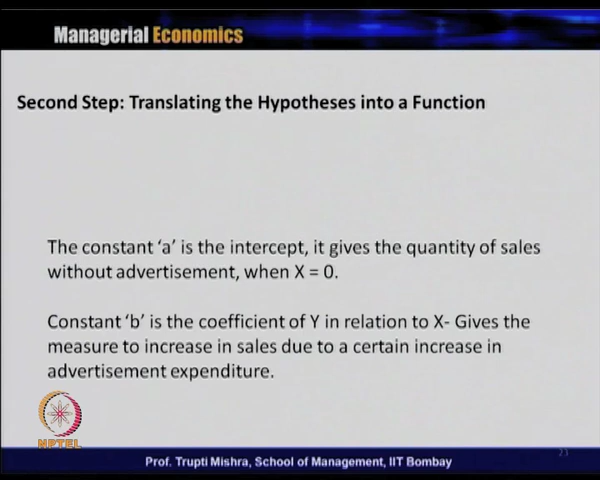 Managerial Economics
Second Step: Translating the Hypotheses into a Function
The constant 'a' is the intercept, it gives the quantity of sales
without advertisement, when X = 0.
Constant 'b' is the coefficient of Y in relation to X- Gives the
measure to increase in sales due to a certain increase in
advertisement expenditure.
NPTEL
Prof. Trupti Mishra, School of Management, IIT Bombay
23